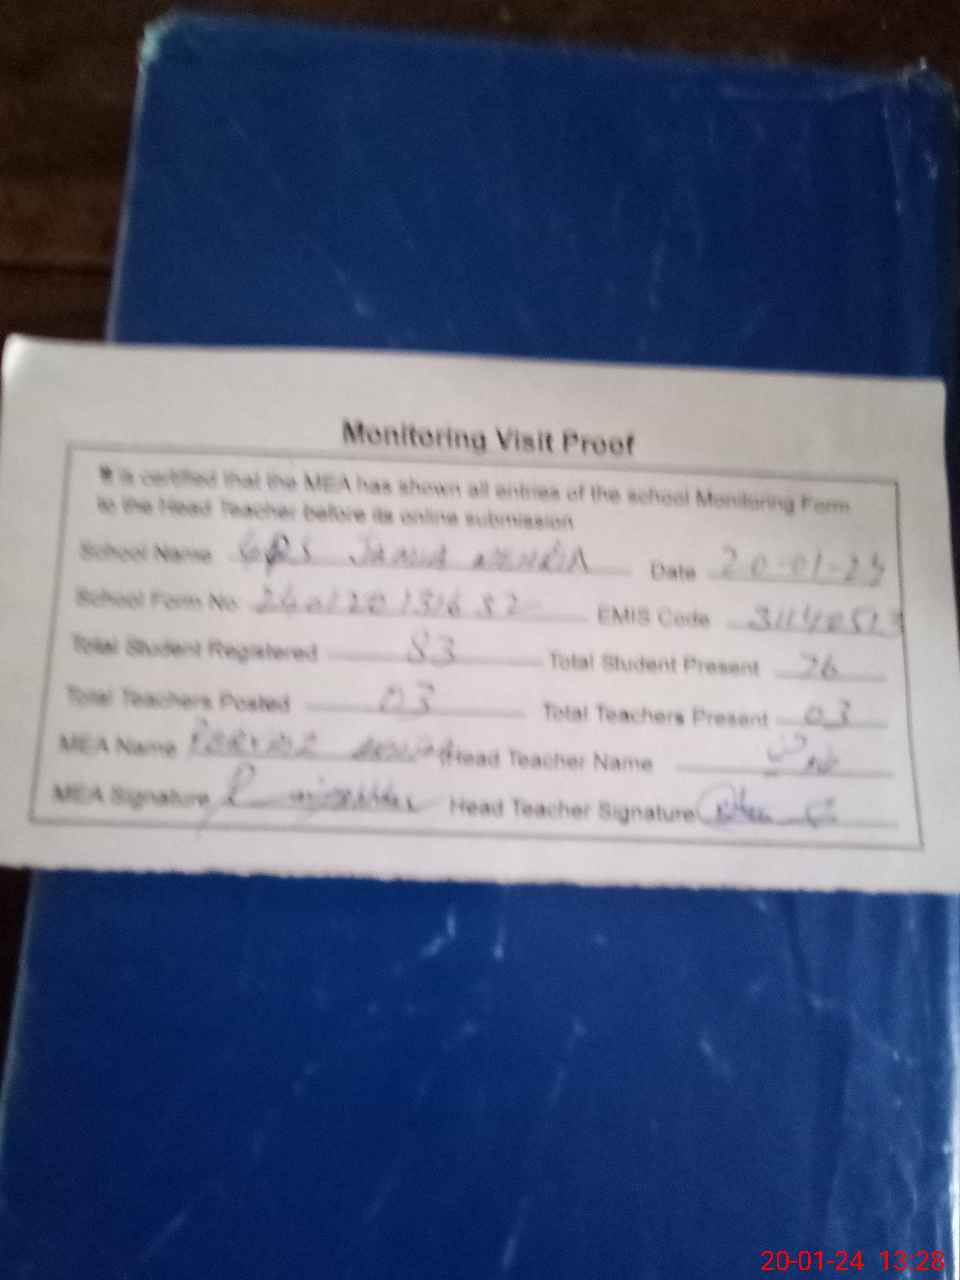 Monitoring Visit Proof
It is certified that the MEA has shown all entries of the school Monitoring Form
to the Head Teacher before its online submission
School Name GPS Date 20-01-24
School Form No EMIS Code
Total Student Registered 83 Total Student Present 76
Total Teachers Posted 03 Total Teachers Present 03
MEA Name Head Teacher Name
MEA Signature Head Teacher Signature
20-01-24 13:28